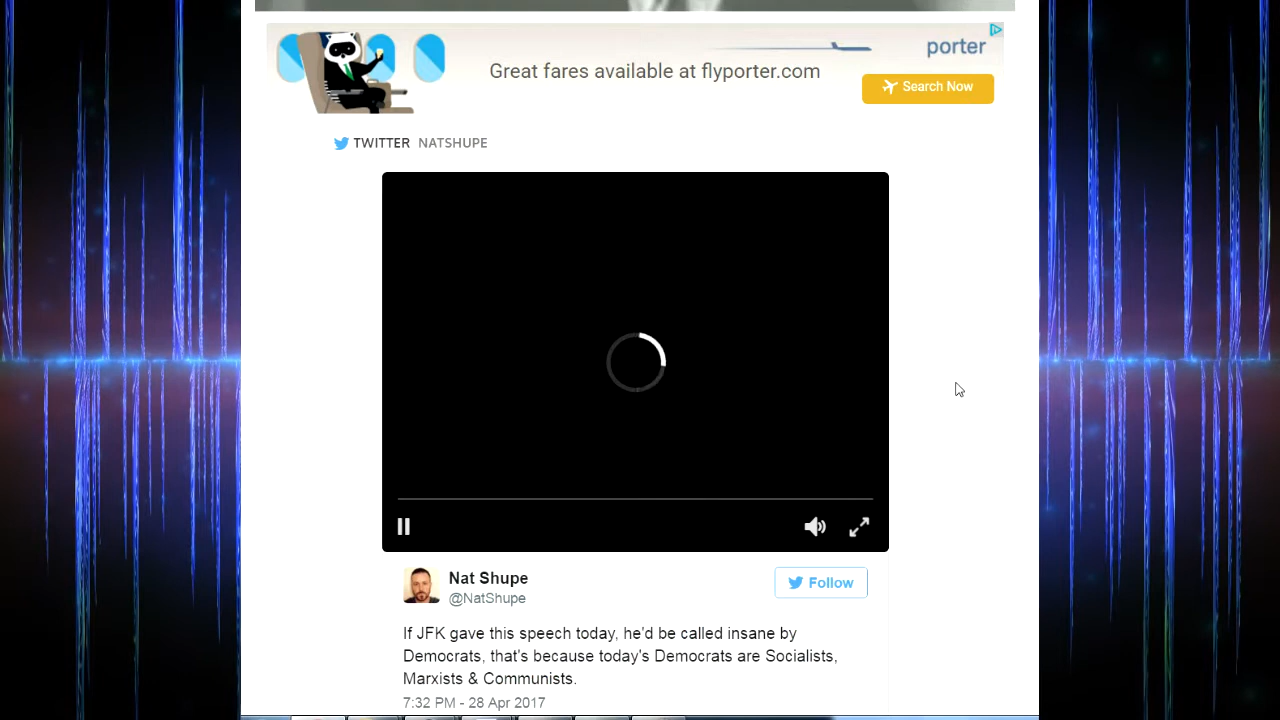 porter
Great fares available at flyporter.com
Search Now
TWITTER NATSHUPE
Nat Shupe
@NatShupe
Follow
If JFK gave this speech today, he'd be called insane by
Democrats, that's because today's Democrats are Socialists,
Marxists & Communists.
7:32 PM - 28 Apr 2017